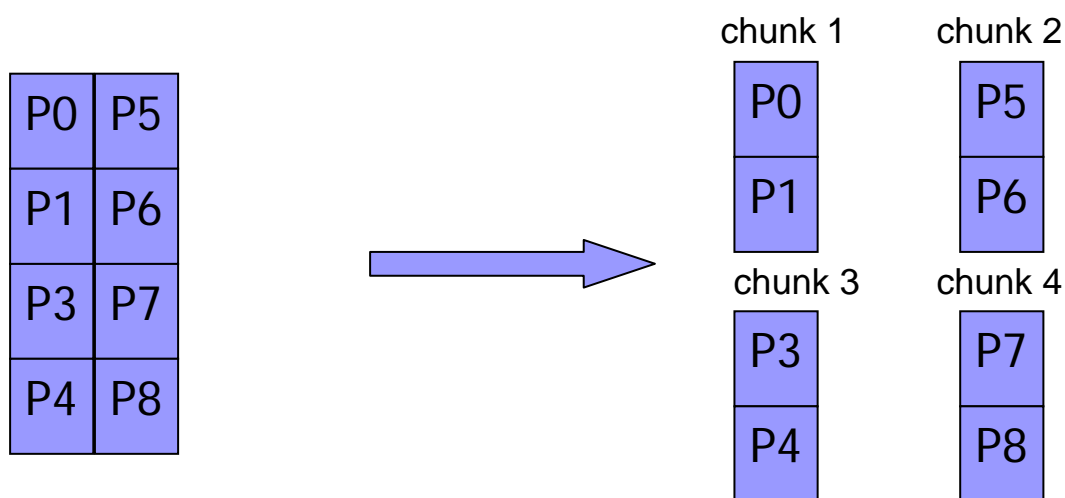 P0 P5
P1 P6
P3 P7
P4 P8
chunk 1 chunk 2
P0 P5
P1 P6
chunk 3 chunk 4
P3 P7
P4 P8